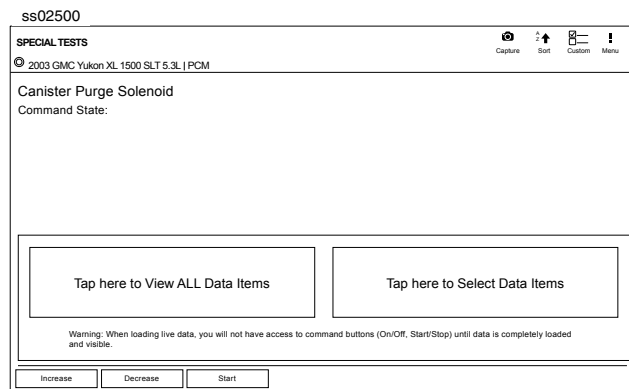 ss02500
SPECIAL TESTS
Capture
A
Z
Sort
Custom
Menu
2003 GMC Yukon XL 1500 SLT 5.3L | PCM
Canister Purge Solenoid
Command State:
Tap here to View ALL Data Items
Tap here to Select Data Items
Warning: When loading live data, you will not have access to command buttons (On/Off, Start/Stop) until data is completely loaded
and visible.
Increase
Decrease
Start